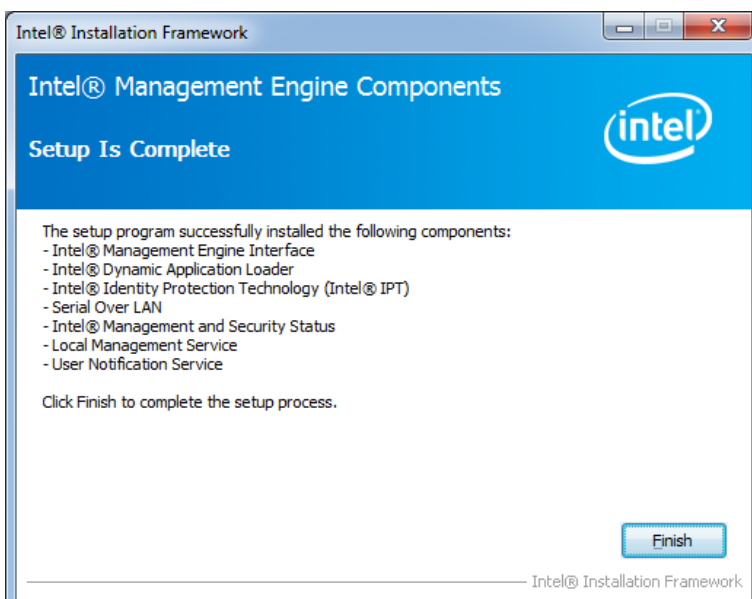 Intel® Installation Framework
Intel® Management Engine Components
Setup Is Complete
intel
The setup program successfully installed the following components:
- Intel® Management Engine Interface
- Intel® Dynamic Application Loader
- Intel® Identity Protection Technology (Intel® IPT)
- Serial Over LAN
- Intel® Management and Security Status
- Local Management Service
- User Notification Service
Click Finish to complete the setup process.
Finish
Intel® Installation Framework